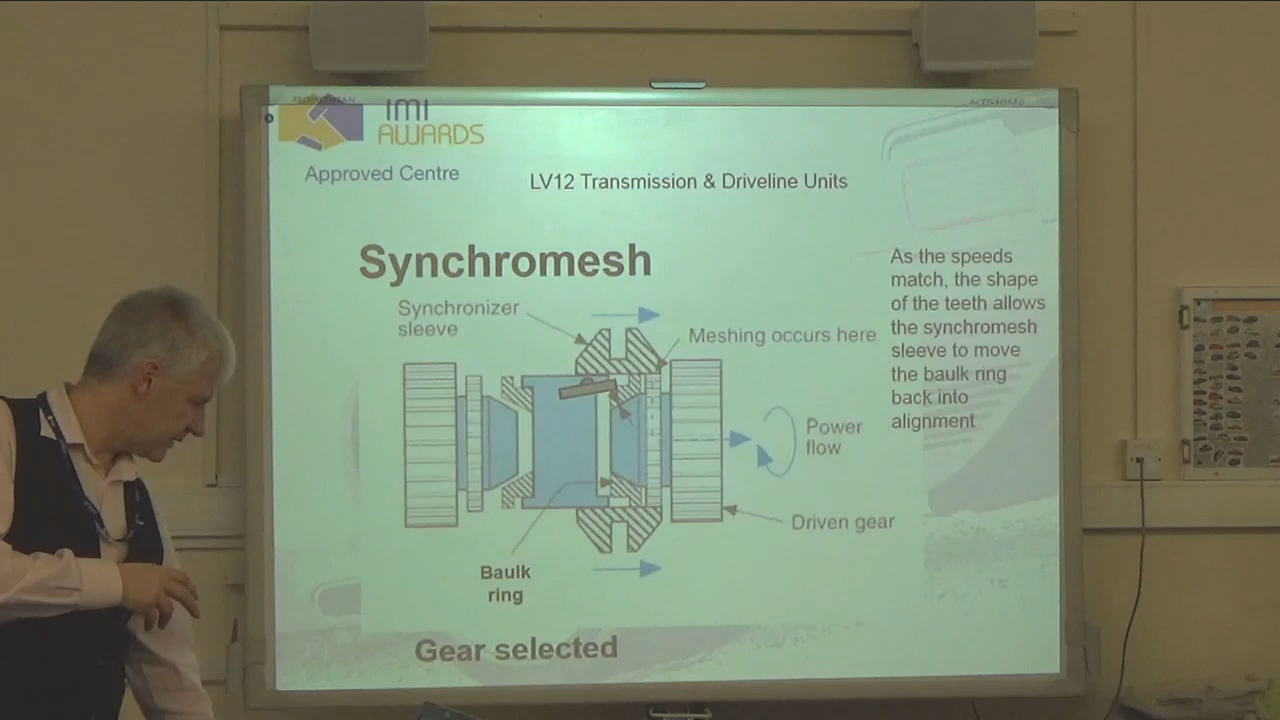 PROMETHEAN
ACTIVBOARD
IMI
AWARDS
Approved Centre
LV12 Transmission & Driveline Units
Synchromesh
As the speeds
match, the shape
of the teeth allows
the synchromesh
sleeve to move
the baulk ring
back into
alignment
Synchronizer
sleeve
Meshing occurs here
Power
flow
Driven gear
Baulk
ring
Gear selected